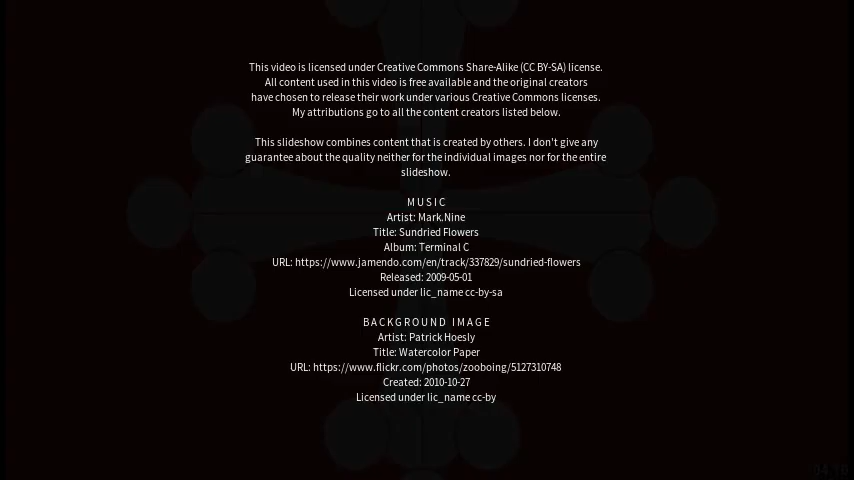 This video is licensed under Creative Commons Share-Alike (CC BY-SA) license.
All content used in this video is free available and the original creators
have chosen to release their work under various Creative Commons licenses.
My attributions go to all the content creators listed below.
This slideshow combines content that is created by others. I don't give any
guarantee about the quality neither for the individual images nor for the entire
slideshow.
MUSIC
Artist: Mark.Nine
Title: Sundried Flowers
Album: Terminal C
URL: https://www.jamendo.com/en/track/337829/sundried-flowers
Released: 2009-05-01
Licensed under lic_name cc-by-sa
BACKGROUND IMAGE
Artist: Patrick Hoesly
Title: Watercolor Paper
URL: https://www.flickr.com/photos/zooboing/5127310748
Created: 2010-10-27
Licensed under lic_name cc-by